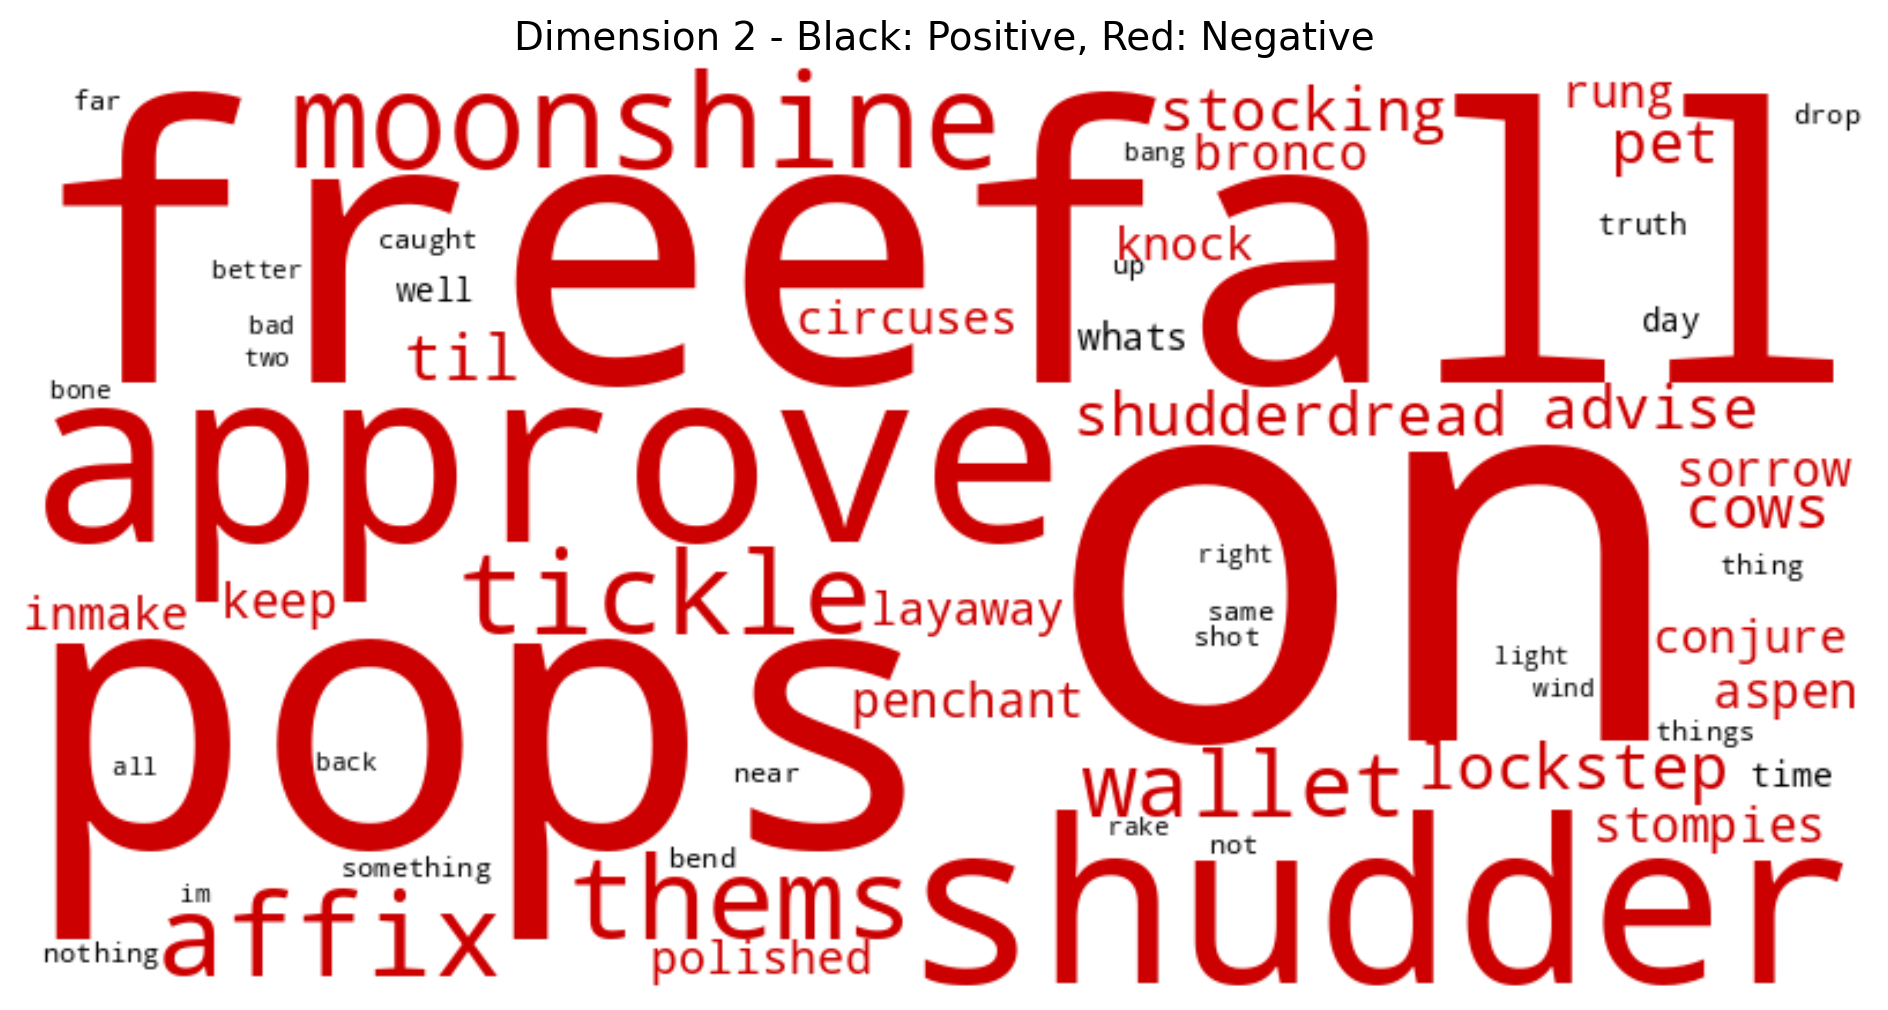 Dimension 2 - Black: Positive, Red: Negative
far
moonshine
stocking
rung
drop
freefall
bang
bronco
pet
caught
knock
truth
better
well
up
circuses
day
bad
whats
two
til
bone
approve
shudderdread
advise
on
sorrow
cows
right
thing
tickle
inmake
keep
layaway
same
shot
conjure
pops
light
penchant
wind
aspen
things
all
back
near
wallet
lockstep
time
rake
stompies
not
shudder
something
bend
im
thems
affix
nothing
polished